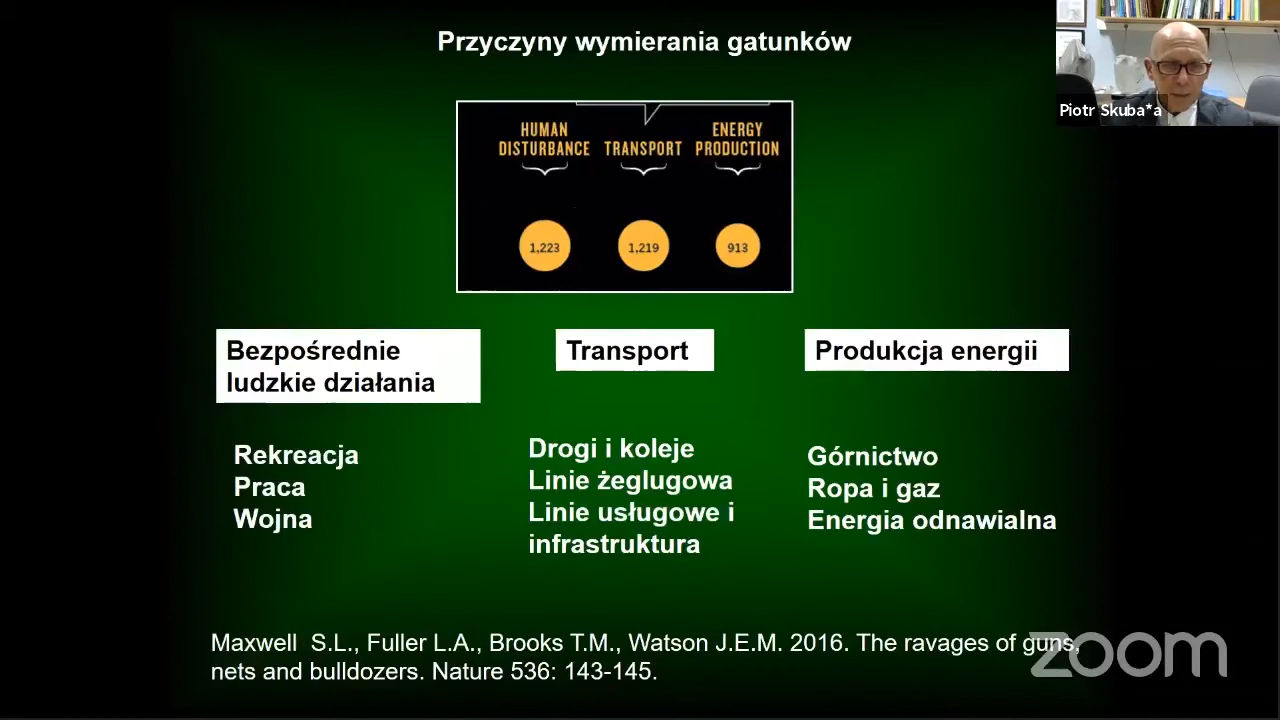 Przyczyny wymierania gatunków
Piotr Skuba*a
HUMAN
DISTURBANCE
TRANSPORT
ENERGY
PRODUCTION
1,223
1,219
913
Bezpośrednie
ludzkie działania
Transport
Produkcja energii
Rekreacja
Praca
Wojna
Drogi i koleje
Linie żeglugowa
Linie usługowe i
infrastruktura
Górnictwo
Ropa i gaz
Energia odnawialna
Maxwell S.L., Fuller L.A., Brooks T.M., Watson J.E.M. 2016. The ravages of guns,
nets and bulldozers. Nature 536: 143-145.
zoom